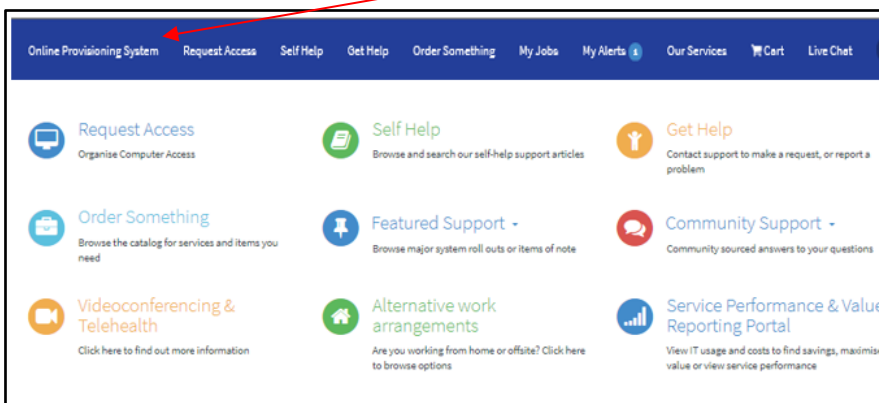 Online Provisioning System Request Access Self Help Get Help Order Something My Jobs My Alerts 1 Our Services Cart Live Chat
Request Access
Organise Computer Access
Self Help
Browse and search our self-help support articles
Get Help
Contact support to make a request, or report a
problem
Order Something
Browse the catalog for services and items you
need
Featured Support
Browse major system roll outs or items of note
Community Support
Community sourced answers to your questions
Videoconferencing &
Telehealth
Click here to find out more information
Alternative work
arrangements
Are you working from home or offsite? Click here
to browse options
Service Performance & Value
Reporting Portal
View IT usage and costs to find savings, maximise
value or view service performance